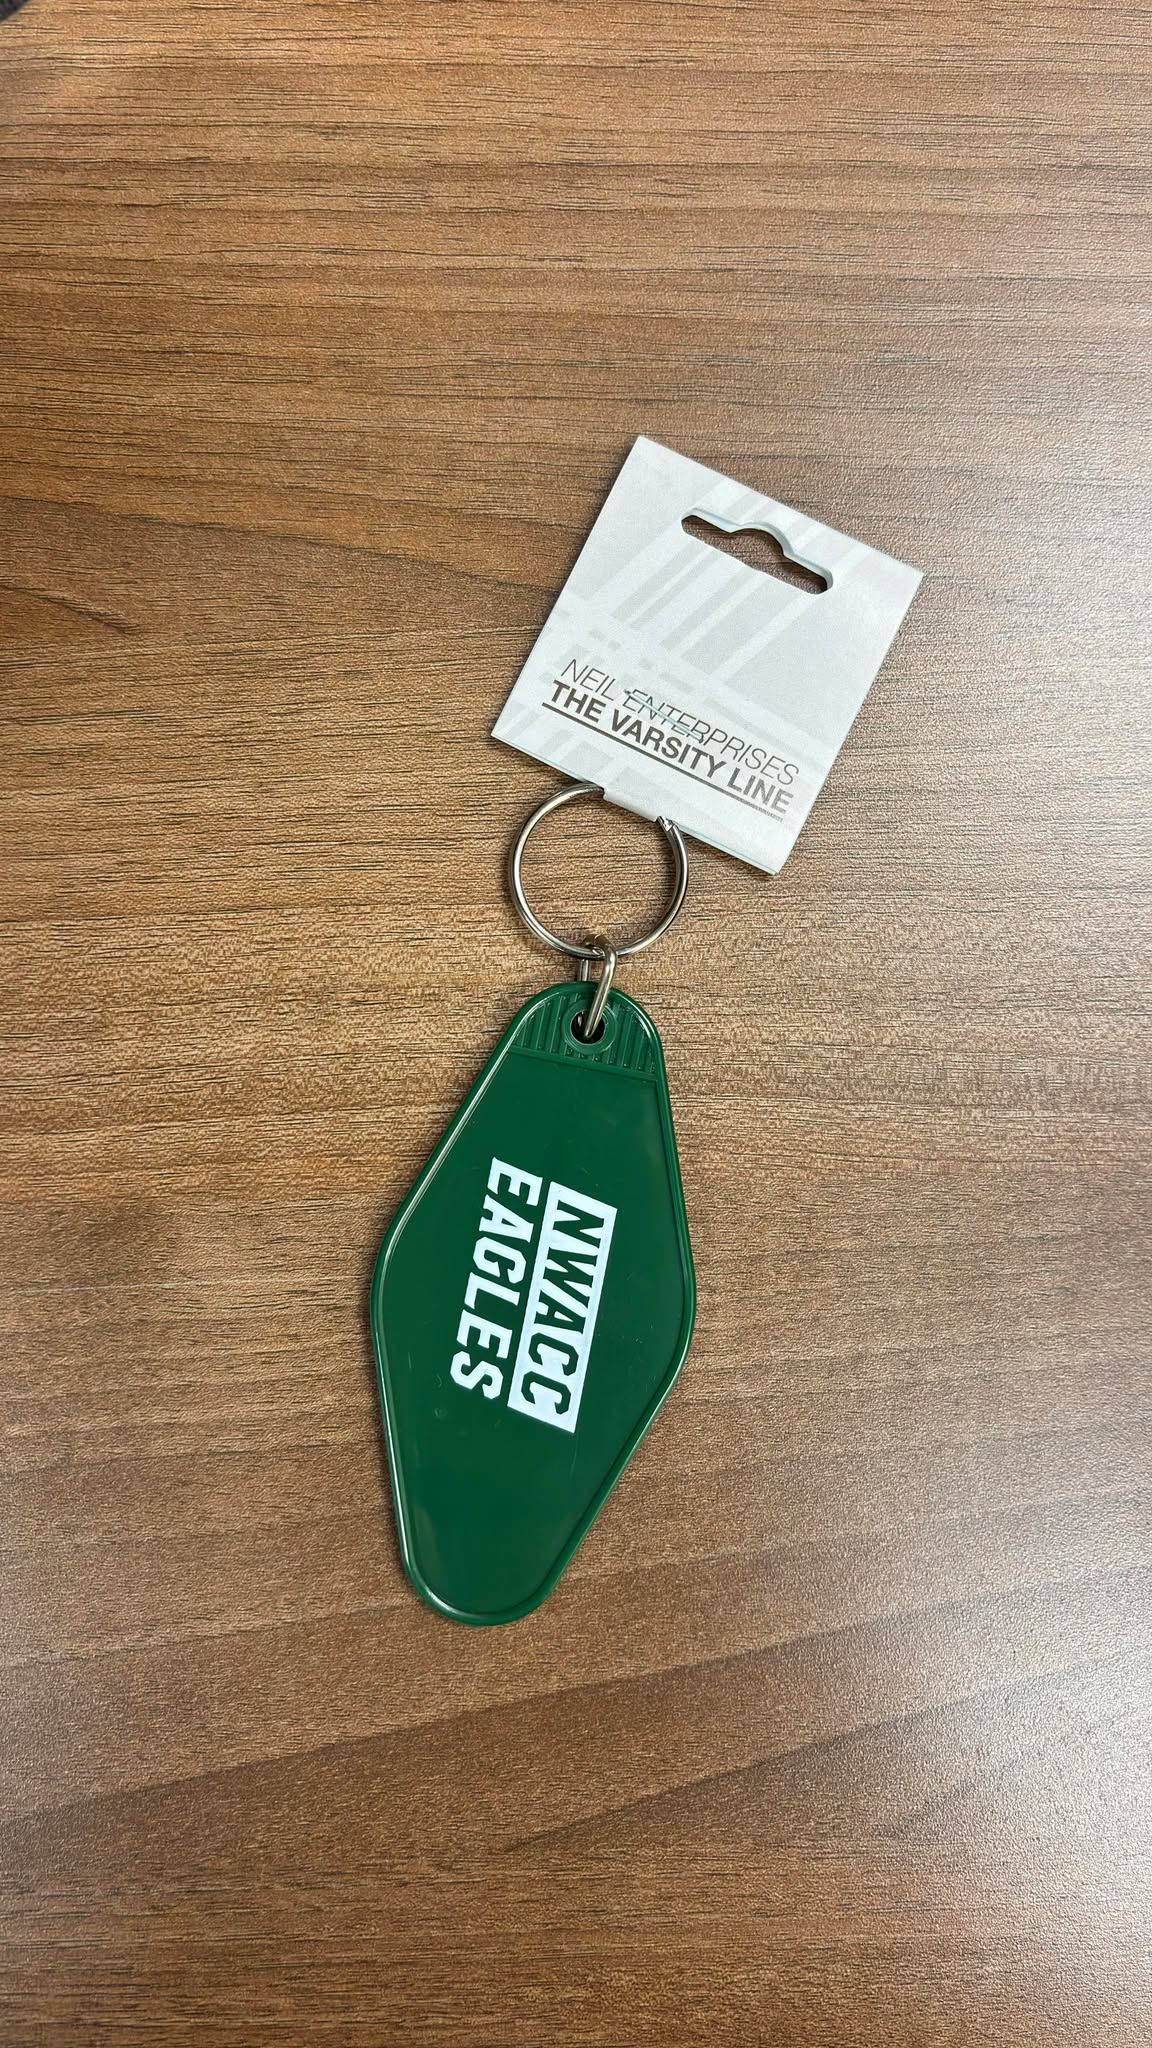 NEIL ENTERPRISES
THE VARSITY LINE
NWACC
EAGLES